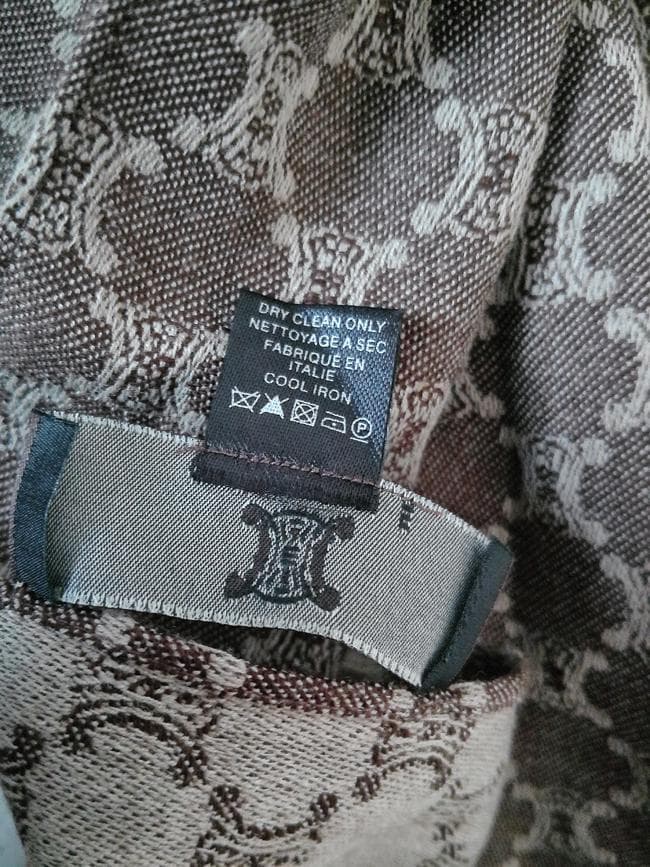 DRY CLEAN ONLY
NETTOYAGE A SEC
FABRIQUE EN
ITALIE
COOL IRON
P